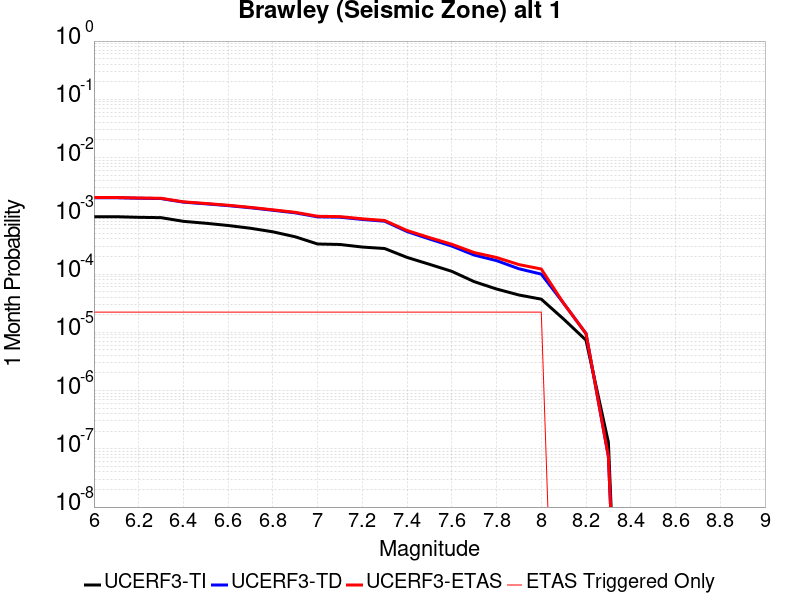 Brawley (Seismic Zone) alt 1
10^0
10^-1
10^-2
10^-3
10^-4
10^-5
10^-6
10^-7
10^-8
1 Month Probability
6 6.2 6.4 6.6 6.8 7 7.2 7.4 7.6 7.8 8 8.2 8.4 8.6 8.8 9
Magnitude
UCERF3-TI UCERF3-TD UCERF3-ETAS ETAS Triggered Only